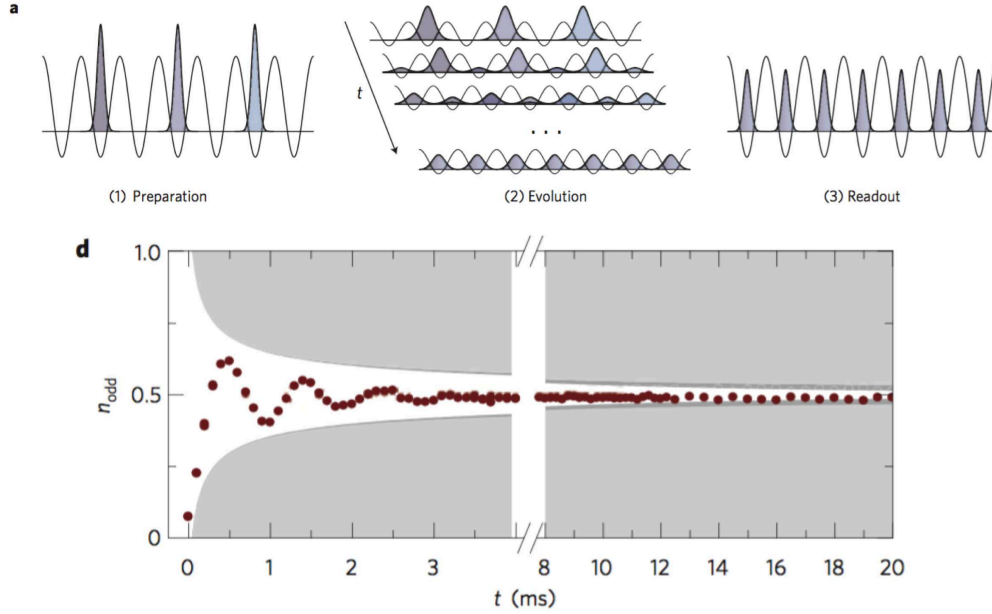 a
t
. . .
(1) Preparation
(2) Evolution
(3) Readout
d
1.0
0.5
0
n_odd
0 1 2 3 8 10 12 14 16 18 20
t (ms)